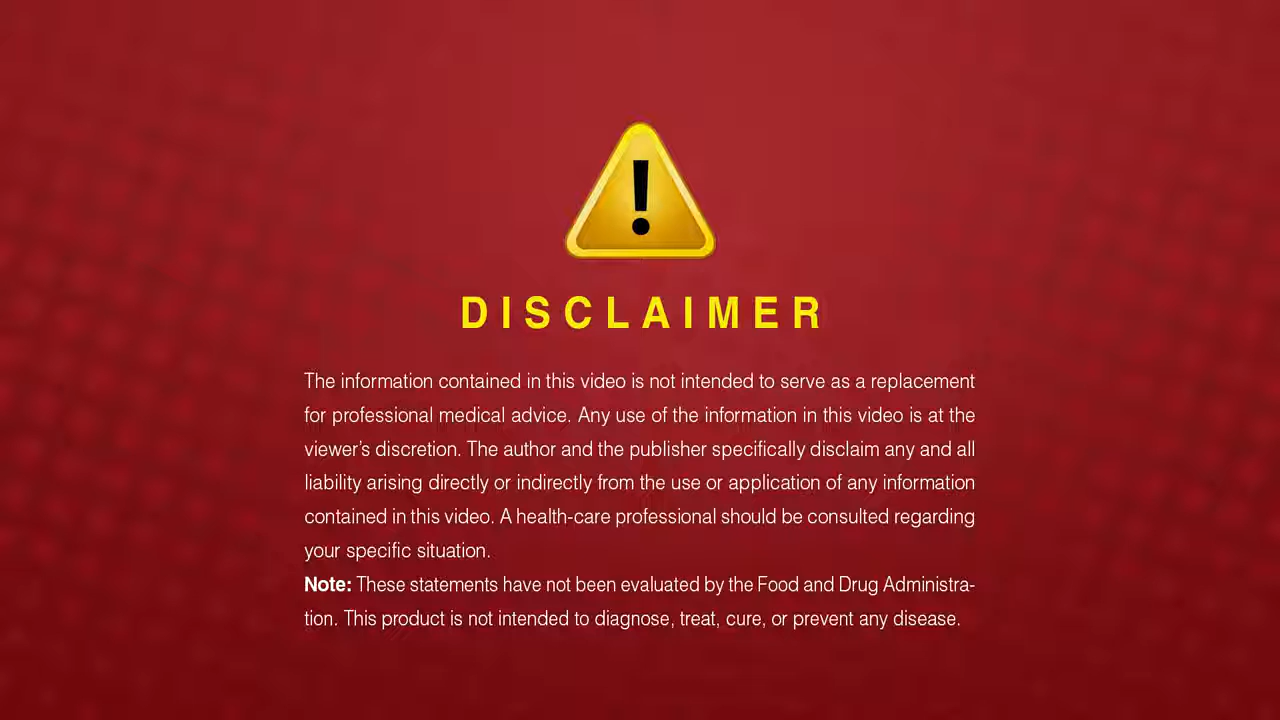 !
DISCLAIMER
The information contained in this video is not intended to serve as a replacement
for professional medical advice. Any use of the information in this video is at the
viewer's discretion. The author and the publisher specifically disclaim any and all
liability arising directly or indirectly from the use or application of any information
contained in this video. A health-care professional should be consulted regarding
your specific situation.
Note: These statements have not been evaluated by the Food and Drug Administra-
tion. This product is not intended to diagnose, treat, cure, or prevent any disease.